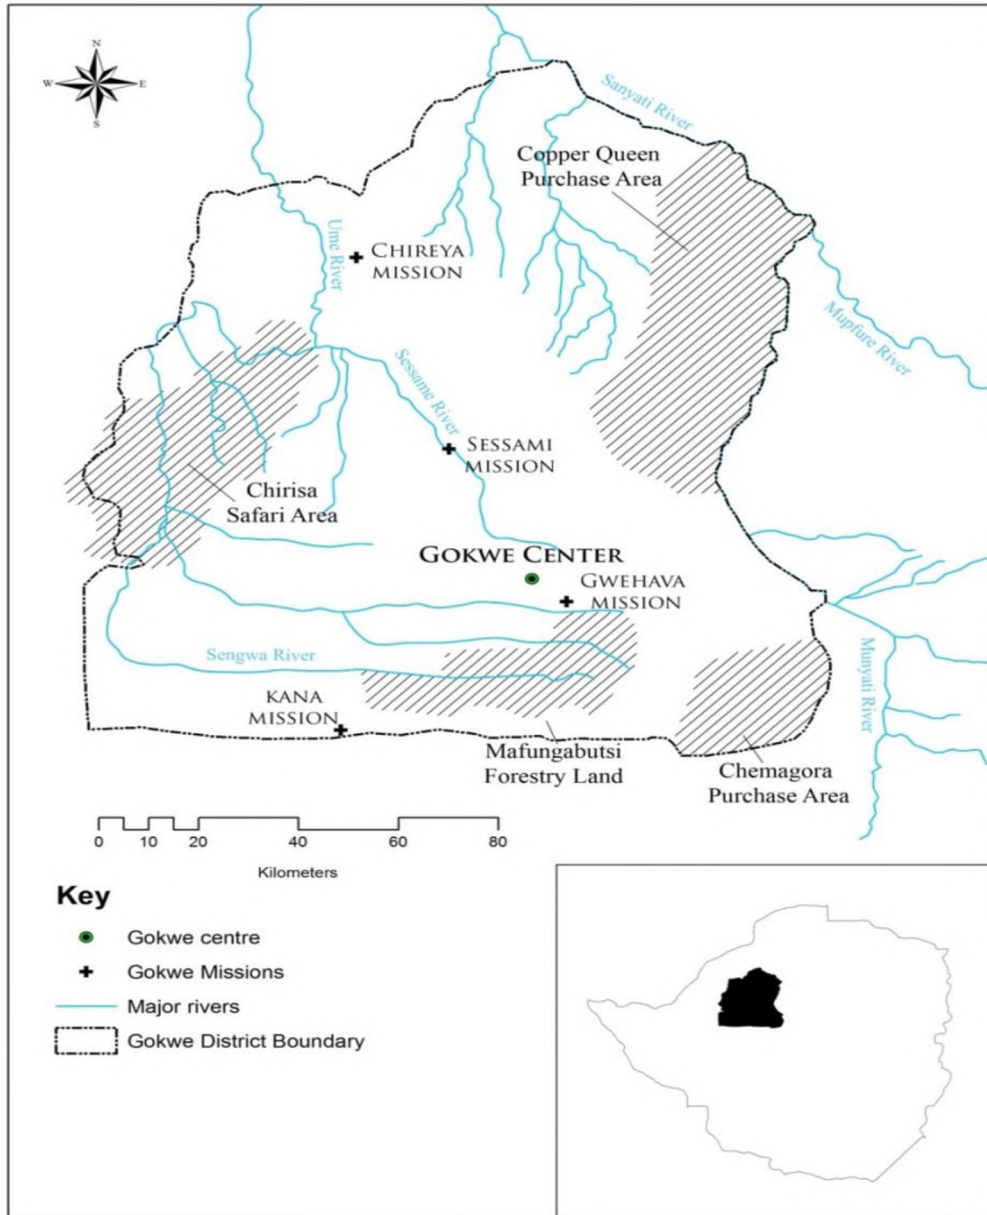 N
W E
S
Sanyati River
Copper Queen
Purchase Area
Ume River
CHIREYA
MISSION
Mupfure River
Sessame River
SESSAMI
MISSION
Chirisa
Safari Area
GOKWE CENTER
GWEHAVA
MISSION
Sengwa River
Munyati River
KANA
MISSION
Mafungabutsi
Forestry Land
Chemagora
Purchase Area
0 10 20 40 60 80
Kilometers
Key
Gokwe centre
Gokwe Missions
Major rivers
Gokwe District Boundary